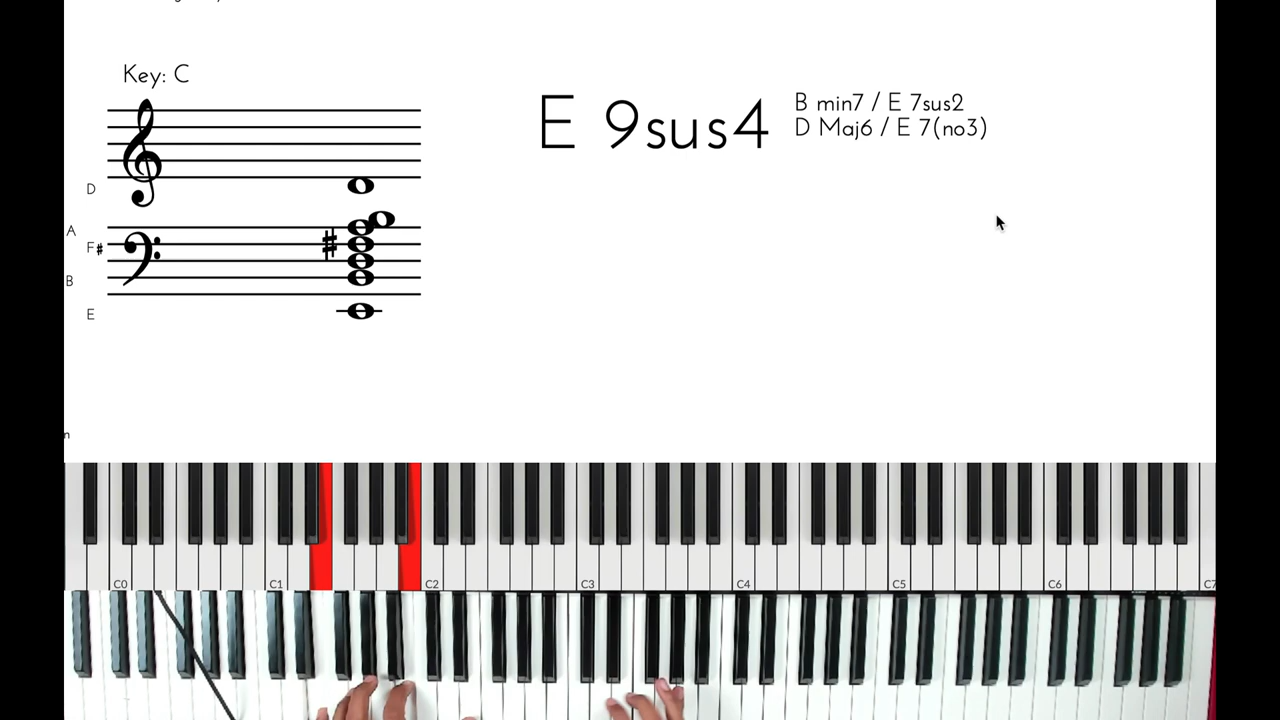 Key: C
E 9sus4
B min7 / E 7sus2
D Maj6 / E 7(no3)
D
A
F#
B
E
n
C0 C1 C2 C3 C4 C5 C6 C7